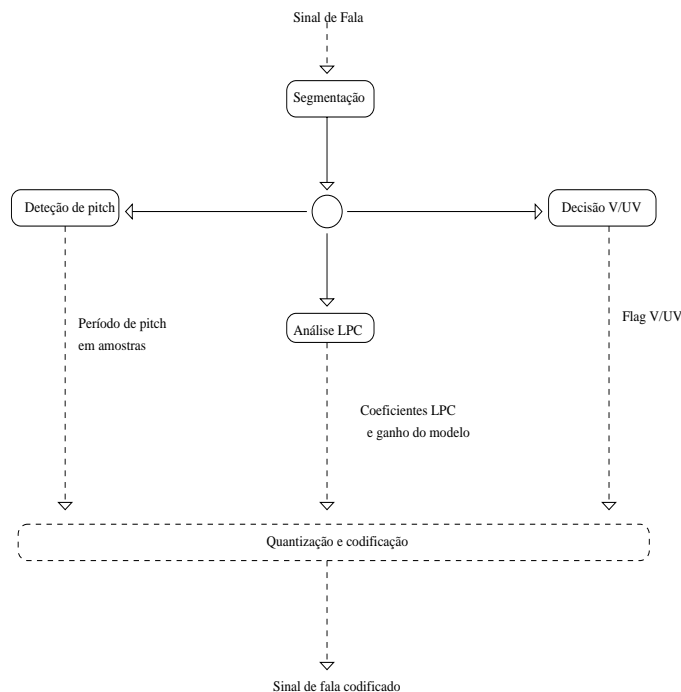 Sinal de Fala
Segmentação
Deteção de pitch
Decisão V/UV
Período de pitch
em amostras
Análise LPC
Flag V/UV
Coeficientes LPC
e ganho do modelo
Quantização e codificação
Sinal de fala codificado